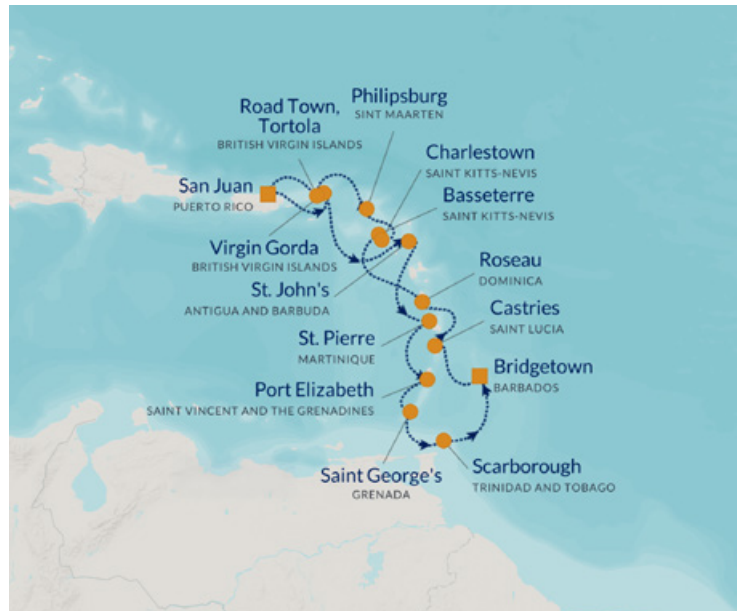 Philipsburg
SINT MAARTEN
Road Town,
Tortola
BRITISH VIRGIN ISLANDS
Charlestown
SAINT KITTS-NEVIS
San Juan
PUERTO RICO
Basseterre
SAINT KITTS-NEVIS
Virgin Gorda
BRITISH VIRGIN ISLANDS
Roseau
DOMINICA
St. John's
ANTIGUA AND BARBUDA
Castries
SAINT LUCIA
St. Pierre
MARTINIQUE
Bridgetown
BARBADOS
Port Elizabeth
SAINT VINCENT AND THE GRENADINES
Saint George's
GRENADA
Scarborough
TRINIDAD AND TOBAGO